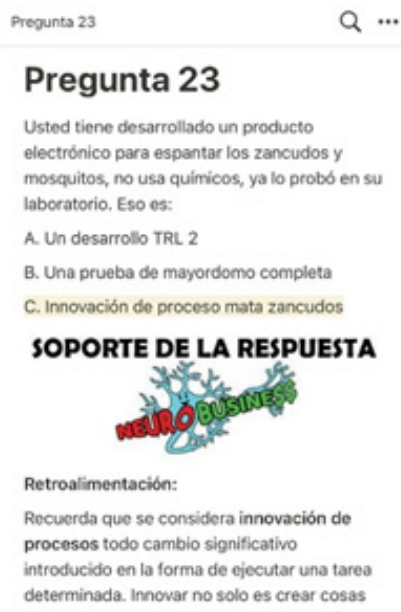 Pregunta 23
Pregunta 23
Usted tiene desarrollado un producto
electrónico para espantar los zancudos y
mosquitos, no usa químicos, ya lo probó en su
laboratorio. Eso es:
A. Un desarrollo TRL 2
B. Una prueba de mayordomo completa
C. Innovación de proceso mata zancudos
SOPORTE DE LA RESPUESTA
NEURO BUSINE$$
Retroalimentación:
Recuerda que se considera innovación de
procesos todo cambio significativo
introducido en la forma de ejecutar una tarea
determinada. Innovar no solo es crear cosas